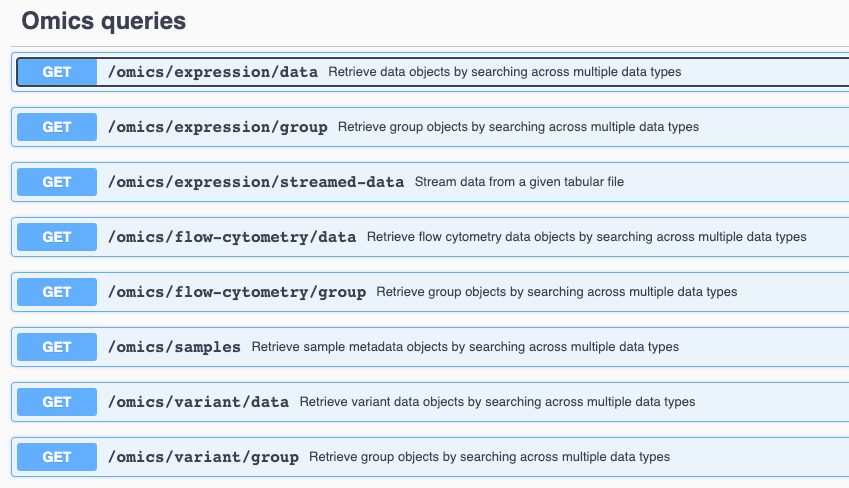 Omics queries
GET /omics/expression/data Retrieve data objects by searching across multiple data types
GET /omics/expression/group Retrieve group objects by searching across multiple data types
GET /omics/expression/streamed-data Stream data from a given tabular file
GET /omics/flow-cytometry/data Retrieve flow cytometry data objects by searching across multiple data types
GET /omics/flow-cytometry/group Retrieve group objects by searching across multiple data types
GET /omics/samples Retrieve sample metadata objects by searching across multiple data types
GET /omics/variant/data Retrieve variant data objects by searching across multiple data types
GET /omics/variant/group Retrieve group objects by searching across multiple data types